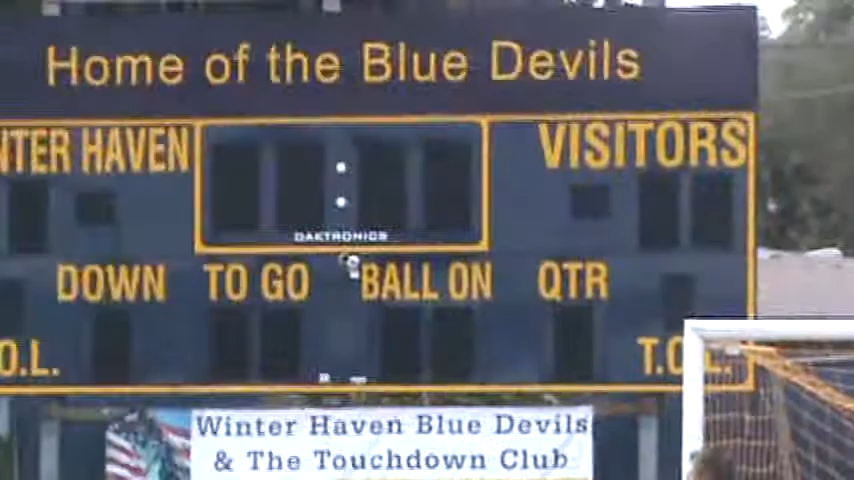 Home of the Blue Devils
NTER HAVEN
VISITORS
DAKTRONICS
DOWN TO GO BALL ON QTR
O.L.
T.O.L.
Winter Haven Blue Devils
& The Touchdown Club